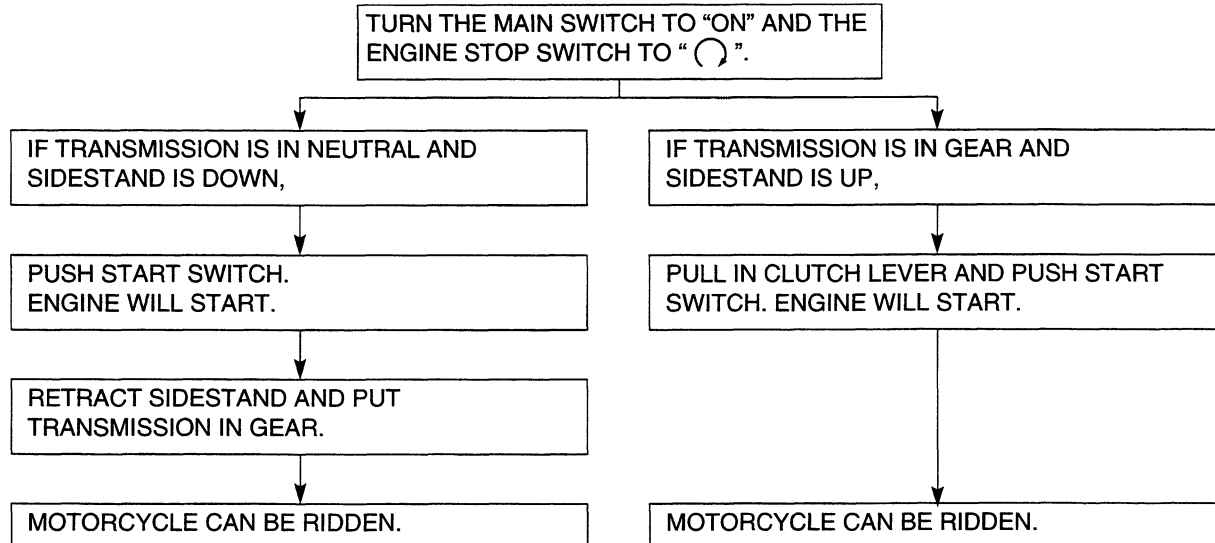 TURN THE MAIN SWITCH TO “ON” AND THE
ENGINE STOP SWITCH TO “ ”.
IF TRANSMISSION IS IN NEUTRAL AND
SIDESTAND IS DOWN,
PUSH START SWITCH.
ENGINE WILL START.
RETRACT SIDESTAND AND PUT
TRANSMISSION IN GEAR.
MOTORCYCLE CAN BE RIDDEN.
IF TRANSMISSION IS IN GEAR AND
SIDESTAND IS UP,
PULL IN CLUTCH LEVER AND PUSH START
SWITCH. ENGINE WILL START.
MOTORCYCLE CAN BE RIDDEN.